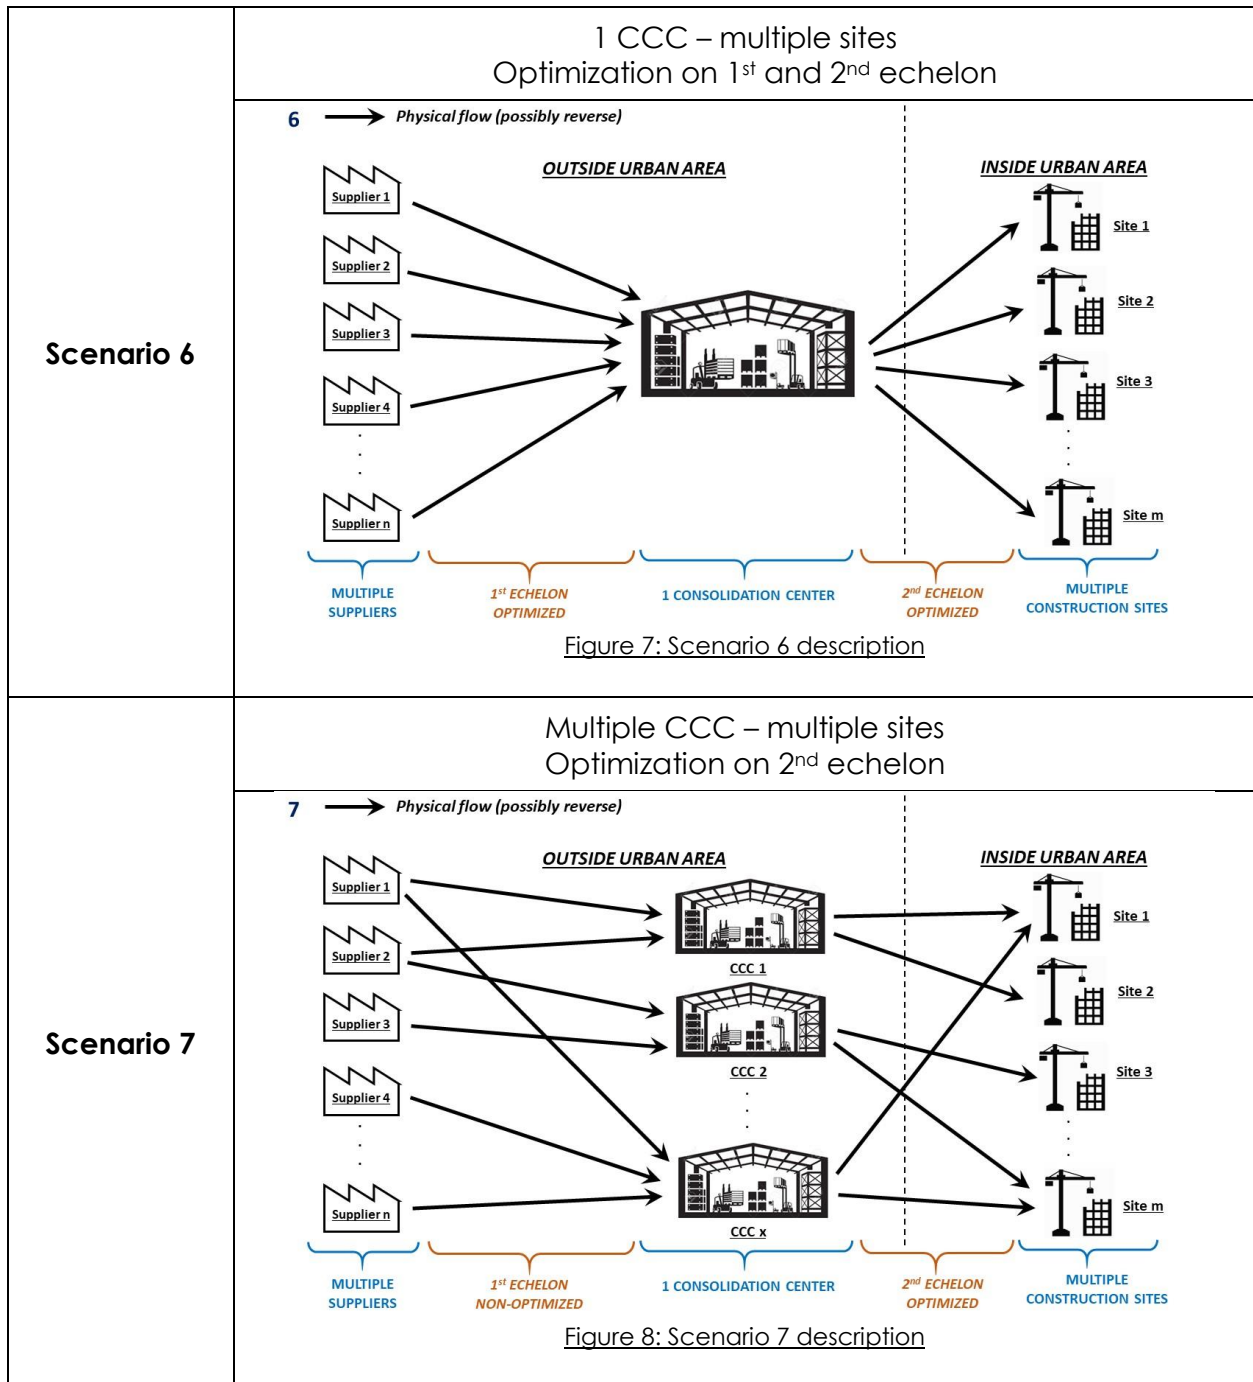 Scenario 6
1 CCC – multiple sites
Optimization on 1st and 2nd echelon
6 Physical flow (possibly reverse)
OUTSIDE URBAN AREA
INSIDE URBAN AREA
Supplier 1
Supplier 2
Supplier 3
Supplier 4
.
.
.
Supplier n
Site 1
Site 2
Site 3
.
.
.
Site m
MULTIPLE
SUPPLIERS
1st ECHELON
OPTIMIZED
1 CONSOLIDATION CENTER
2nd ECHELON
OPTIMIZED
MULTIPLE
CONSTRUCTION SITES
Figure 7: Scenario 6 description
Scenario 7
Multiple CCC – multiple sites
Optimization on 2nd echelon
7 Physical flow (possibly reverse)
OUTSIDE URBAN AREA
INSIDE URBAN AREA
Supplier 1
Supplier 2
Supplier 3
Supplier 4
.
.
.
Supplier n
CCC 1
CCC 2
.
.
.
CCC x
Site 1
Site 2
Site 3
.
.
.
Site m
MULTIPLE
SUPPLIERS
1st ECHELON
NON-OPTIMIZED
1 CONSOLIDATION CENTER
2nd ECHELON
OPTIMIZED
MULTIPLE
CONSTRUCTION SITES
Figure 8: Scenario 7 description